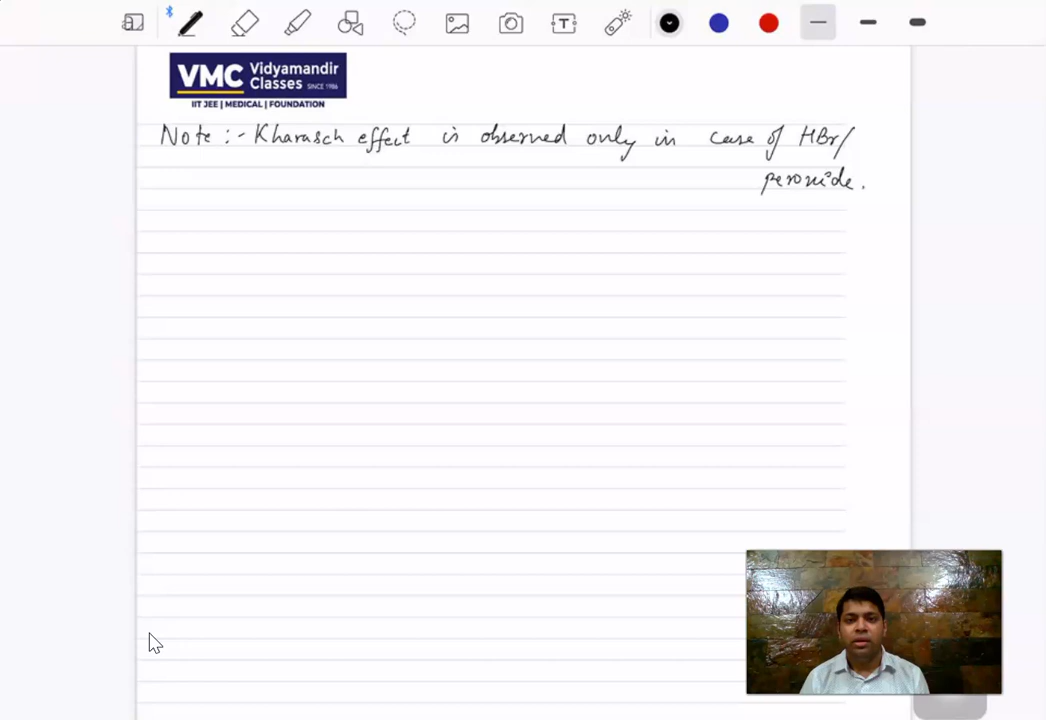 VMC Vidyamandir
Classes SINCE 1986
IIT JEE | MEDICAL | FOUNDATION
Note :- Kharasch effect is observed only in case of HBr/
peroxide.